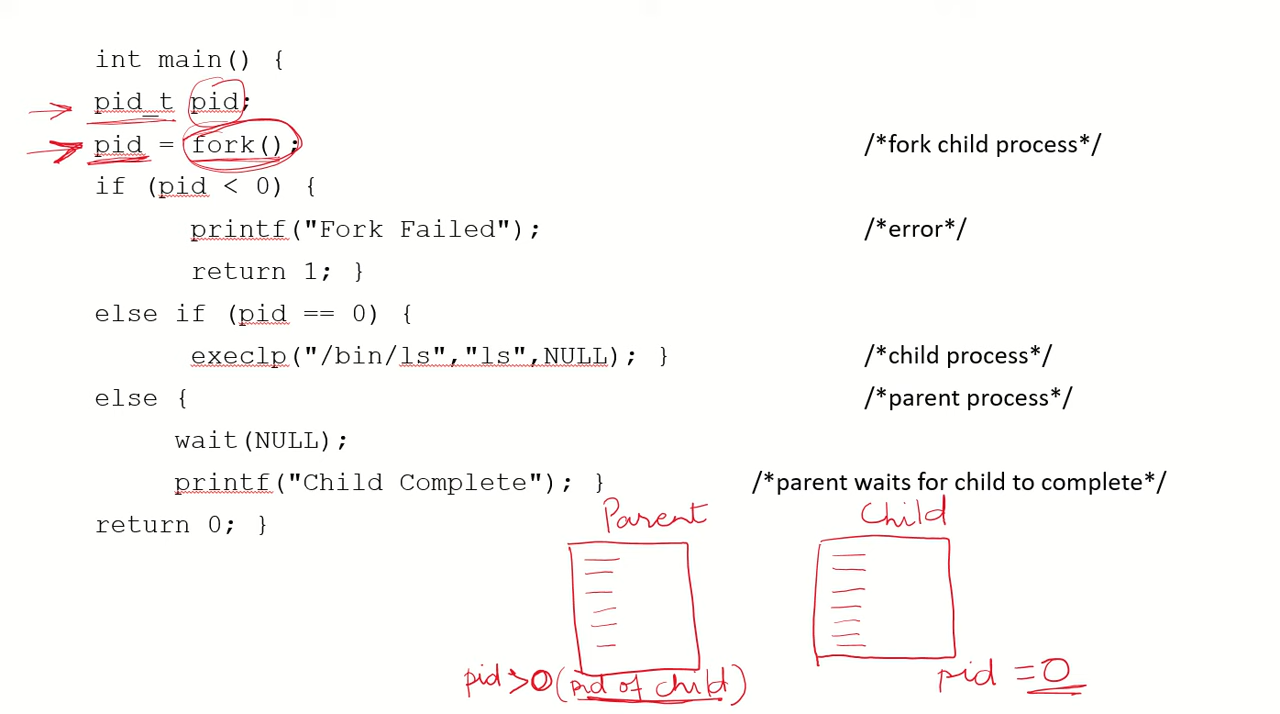 int main() {
pid_t pid;
pid = fork(); /*fork child process*/
if (pid < 0) {
printf("Fork Failed"); /*error*/
return 1; }
else if (pid == 0) {
execlp("/bin/ls","ls",NULL); } /*child process*/
else { /*parent process*/
wait(NULL);
printf("Child Complete"); } /*parent waits for child to complete*/
return 0; }
Parent Child
pid>0(pid of child) pid = 0